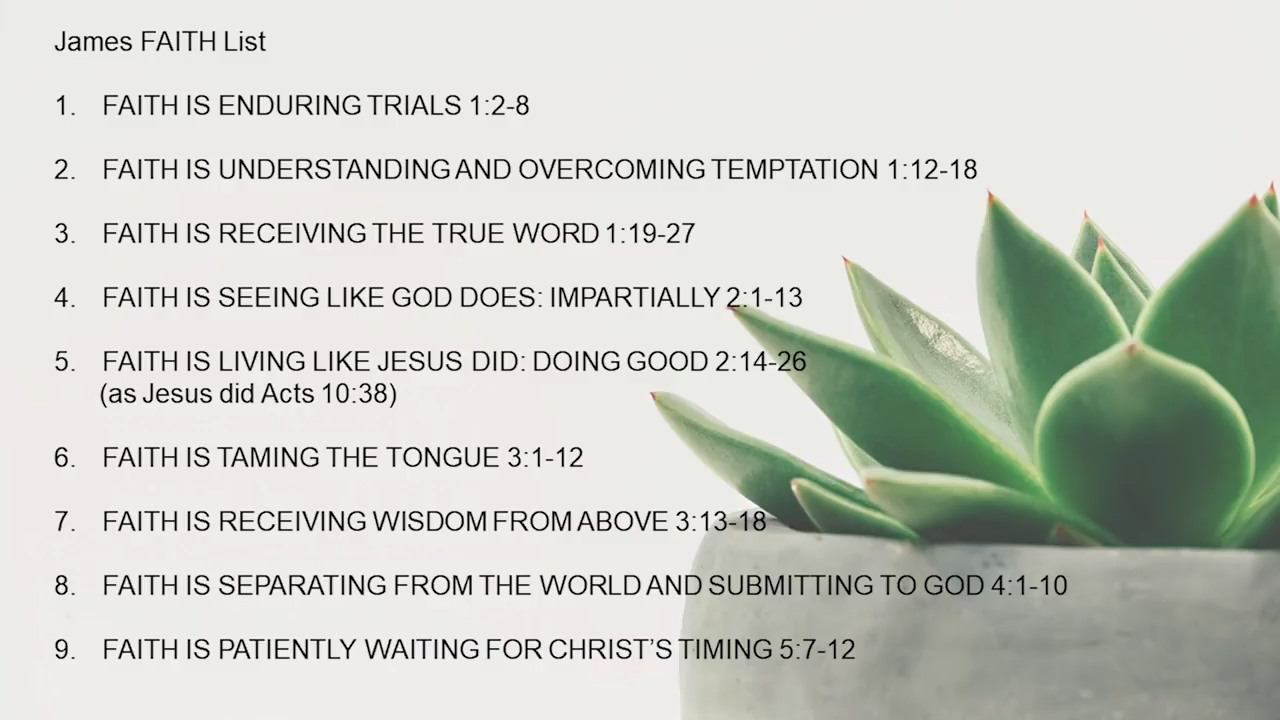 James FAITH List
1. FAITH IS ENDURING TRIALS 1:2-8
2. FAITH IS UNDERSTANDING AND OVERCOMING TEMPTATION 1:12-18
3. FAITH IS RECEIVING THE TRUE WORD 1:19-27
4. FAITH IS SEEING LIKE GOD DOES: IMPARTIALLY 2:1-13
5. FAITH IS LIVING LIKE JESUS DID: DOING GOOD 2:14-26
(as Jesus did Acts 10:38)
6. FAITH IS TAMING THE TONGUE 3:1-12
7. FAITH IS RECEIVING WISDOM FROM ABOVE 3:13-18
8. FAITH IS SEPARATING FROM THE WORLD AND SUBMITTING TO GOD 4:1-10
9. FAITH IS PATIENTLY WAITING FOR CHRIST’S TIMING 5:7-12